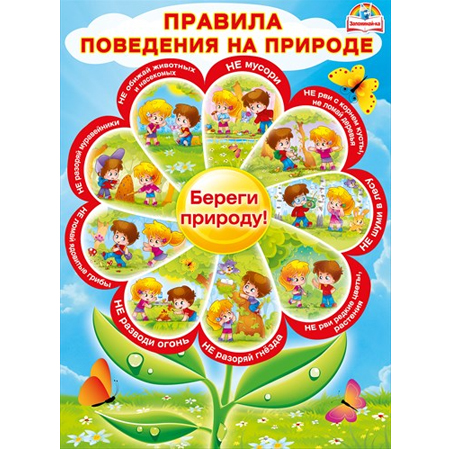 Запоминай-ка
ПРАВИЛА
ПОВЕДЕНИЯ НА ПРИРОДЕ
НЕ обижай животных
и насекомых
НЕ мусори
НЕ рви с корнем кусты,
не ломай деревья
НЕ шуми в лесу
НЕ рви редкие цветы,
растения
НЕ разоряй гнёзда
НЕ разводи огонь
НЕ ломай ядовитые грибы
НЕ разоряй муравейники
Береги
природу!